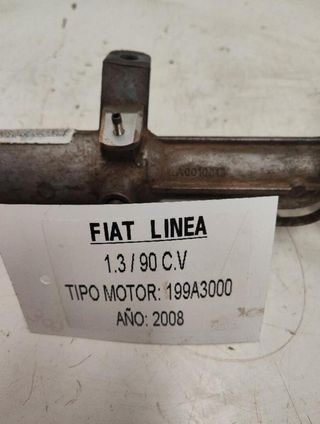 FIAT LINEA
1.3 / 90 C.V
TIPO MOTOR: 199A3000
AÑO: 2008